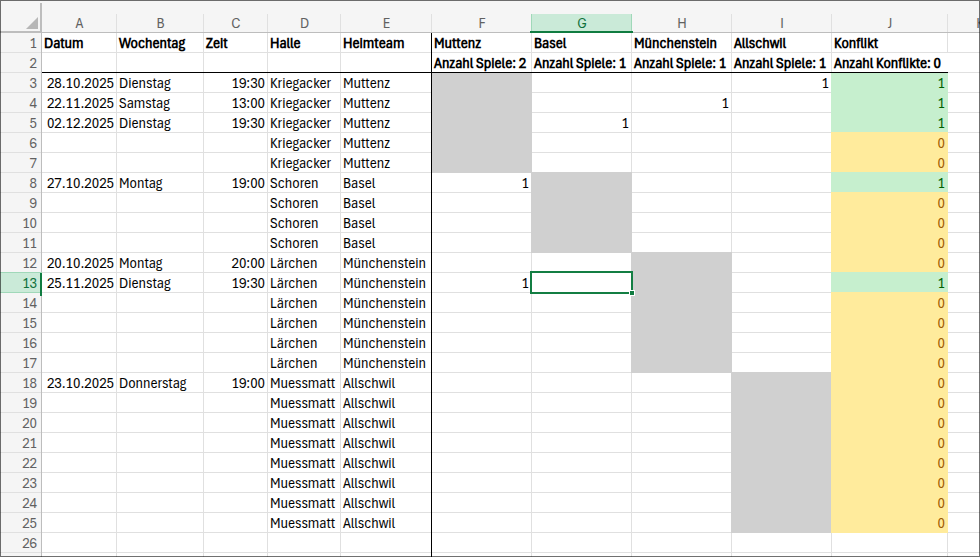 A B C D E F G H I J
1 Datum Wochentag Zeit Halle Heimteam Muttenz Basel Münchenstein Allschwil Konflikt
2 Anzahl Spiele: 2 Anzahl Spiele: 1 Anzahl Spiele: 1 Anzahl Spiele: 1 Anzahl Konflikte: 0
3 28.10.2025 Dienstag 19:30 Kriegacker Muttenz 1 1
4 22.11.2025 Samstag 13:00 Kriegacker Muttenz 1 1
5 02.12.2025 Dienstag 19:30 Kriegacker Muttenz 1 1
6 Kriegacker Muttenz 0
7 Kriegacker Muttenz 0
8 27.10.2025 Montag 19:00 Schoren Basel 1 1
9 Schoren Basel 0
10 Schoren Basel 0
11 Schoren Basel 0
12 20.10.2025 Montag 20:00 Lärchen Münchenstein 0
13 25.11.2025 Dienstag 19:30 Lärchen Münchenstein 1 1
14 Lärchen Münchenstein 0
15 Lärchen Münchenstein 0
16 Lärchen Münchenstein 0
17 Lärchen Münchenstein 0
18 23.10.2025 Donnerstag 19:00 Muessmatt Allschwil 0
19 Muessmatt Allschwil 0
20 Muessmatt Allschwil 0
21 Muessmatt Allschwil 0
22 Muessmatt Allschwil 0
23 Muessmatt Allschwil 0
24 Muessmatt Allschwil 0
25 Muessmatt Allschwil 0
26